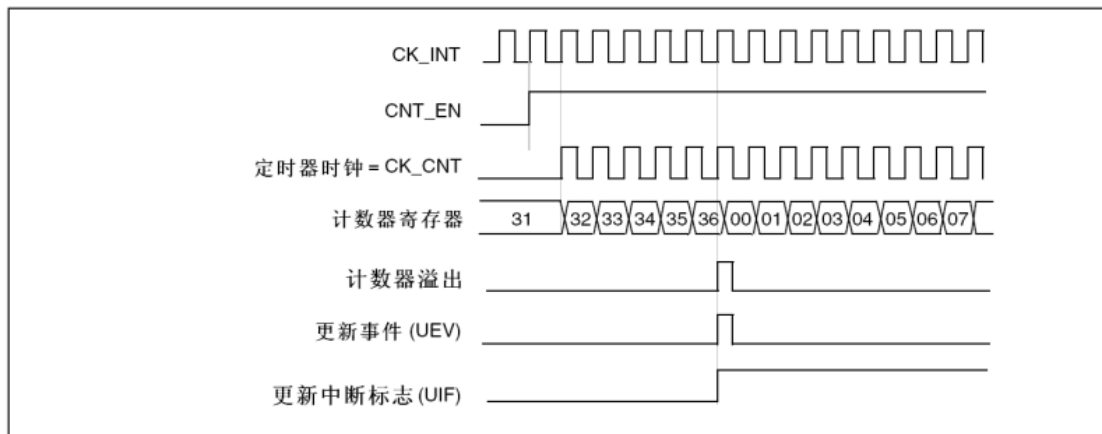 CK_INT
CNT_EN
定时器时钟 = CK_CNT
计数器寄存器 31 32 33 34 35 36 00 01 02 03 04 05 06 07
计数器溢出
更新事件 (UEV)
更新中断标志 (UIF)